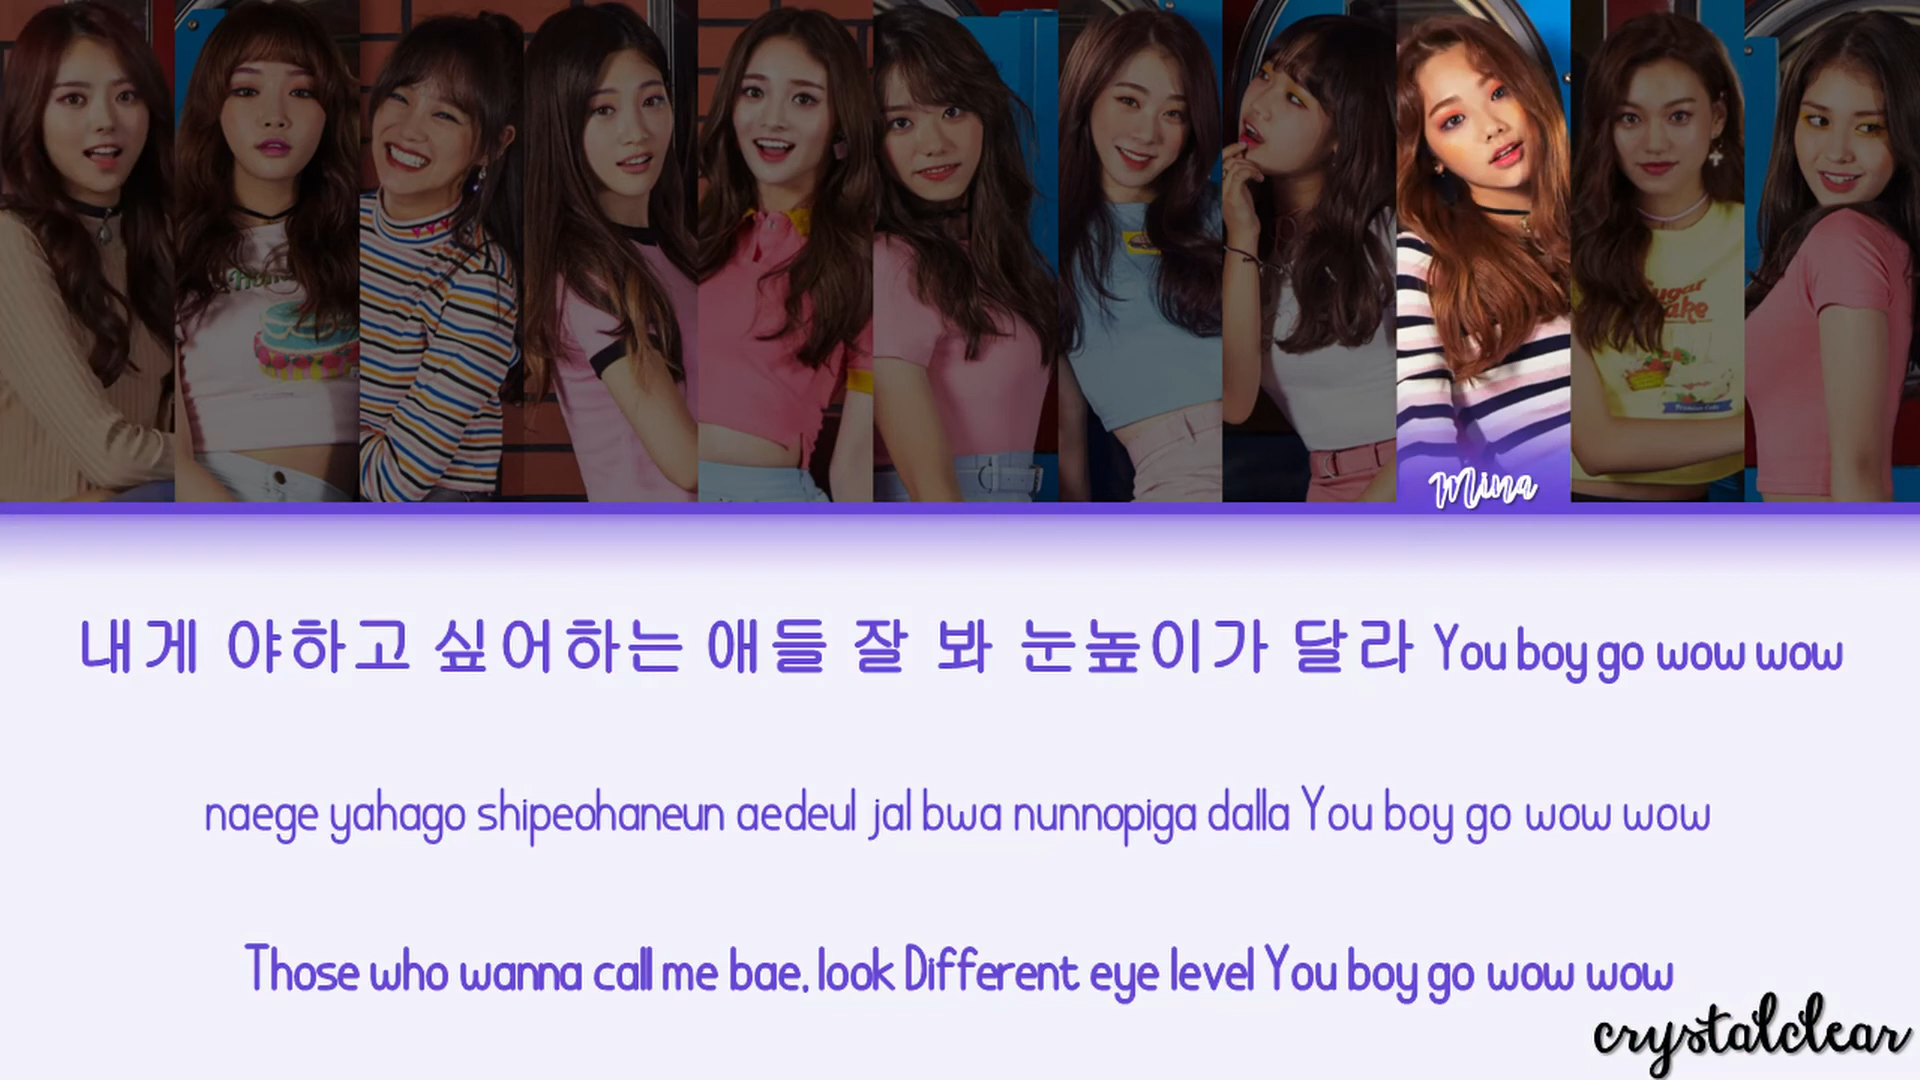 Mina
내게 야하고 싶어하는 애들 잘 봐 눈높이가 달라 You boy go wow wow
naege yahago shipeohaneun aedeul jal bwa nunnopiga dalla You boy go wow wow
Those who wanna call me bae, look Different eye level You boy go wow wow
crystalclear